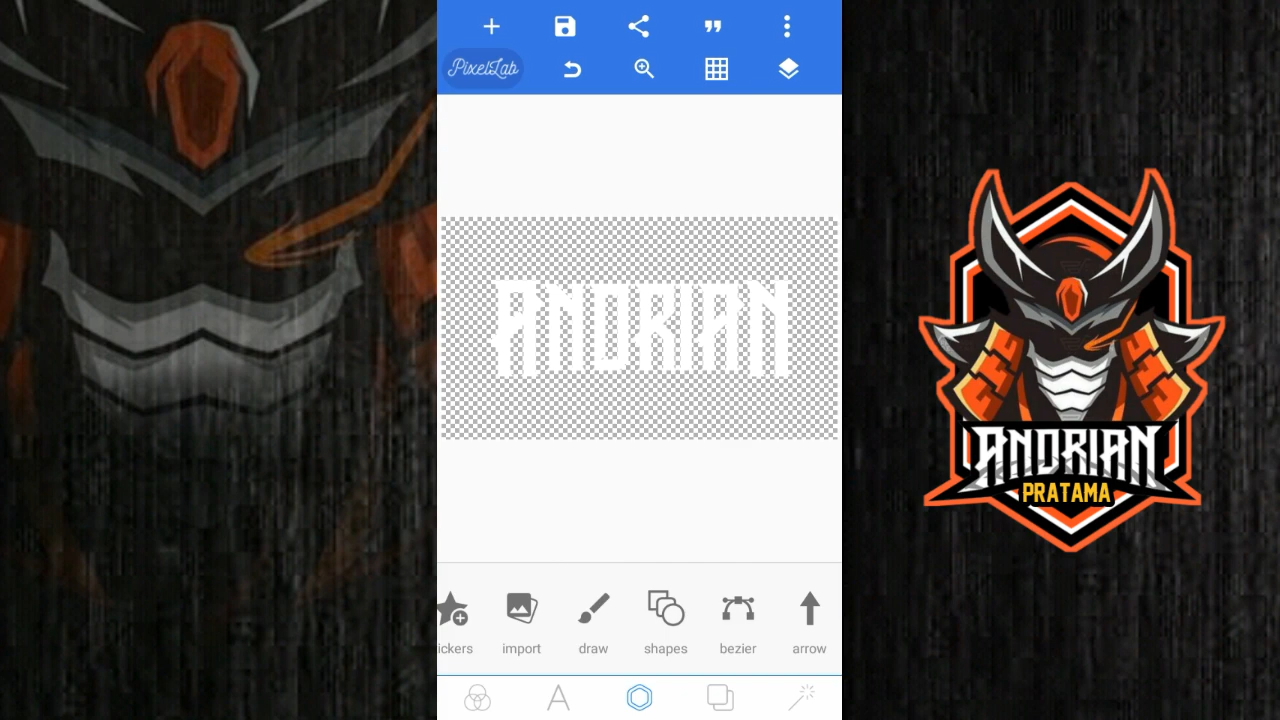 PixelLab
ANDRIAN
ickers import draw shapes bezier arrow
ANDRIAN
PRATAMA